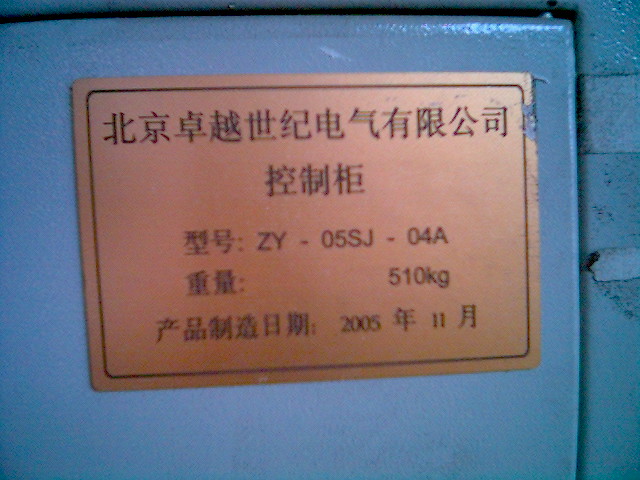 北京卓越世纪电气有限公司
控制柜
型号: ZY - 05SJ - 04A
重量: 510kg
产品制造日期: 2005 年 11 月